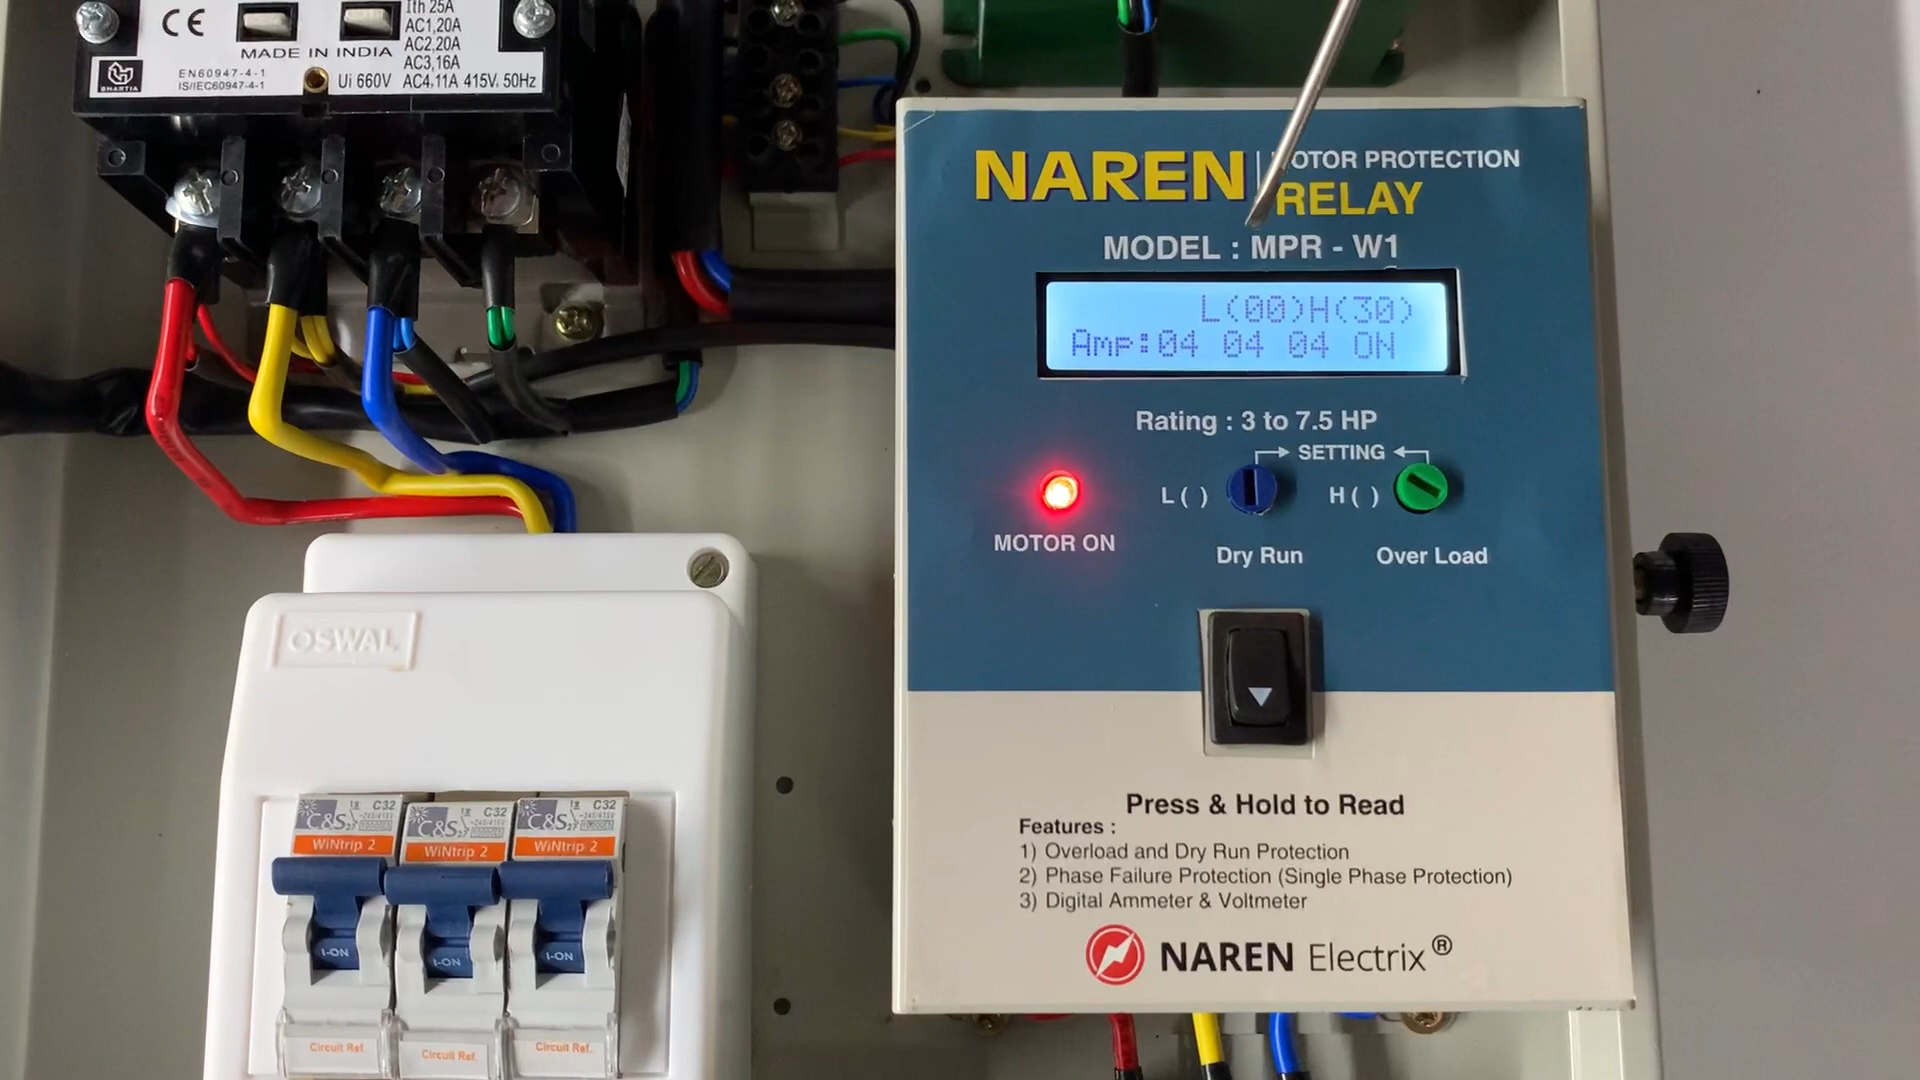 CE
MADE IN INDIA
Ith 25A
AC1,20A
AC2,20A
AC3,16A
AC4,11A 415V, 50Hz
EN60947-4-1
IS/IEC60947-4-1
Ui 660V
BHARTIA
NAREN
MOTOR PROTECTION
RELAY
MODEL : MPR - W1
L(00)H(30)
Amp:04 04 04 ON
Rating : 3 to 7.5 HP
SETTING
L ( )
H ( )
MOTOR ON
Dry Run
Over Load
Press & Hold to Read
Features :
1) Overload and Dry Run Protection
2) Phase Failure Protection (Single Phase Protection)
3) Digital Ammeter & Voltmeter
NAREN Electrix®
OSWAL
C&S C32
WiNtrip 2
I-ON
Circuit Ref.
C&S C32
WiNtrip 2
I-ON
Circuit Ref.
C&S C32
WiNtrip 2
I-ON
Circuit Ref.